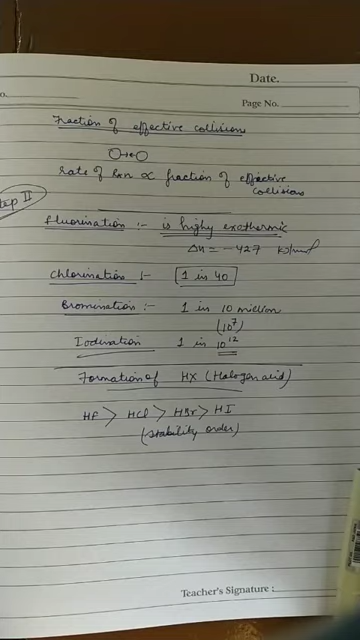 Date.
Page No.
Fraction of effective collision
rate of rxn ∝ fraction of effective
collisions
Step II
Fluorination :- is highly exothermic
ΔH = -427 kJ/mol
Chlorination :- 1 in 40
Bromination :- 1 in 10 million
(10⁷)
Iodination 1 in 10¹²
Formation of HX (Halogen acid)
HF > HCl > HBr > HI
(stability order)
Teacher's Signature :